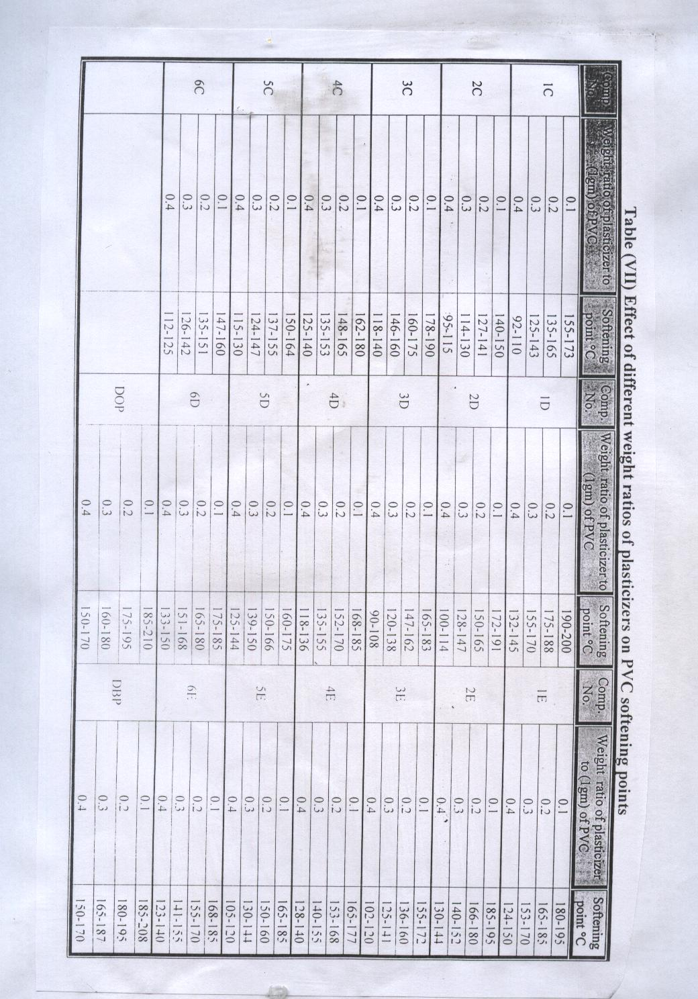 Table (VII) Effect of different weight ratios of plasticizers on PVC softening points
Comp. No. Weight ratio of plasticizer to (1gm) of PVC Softening point °C Comp. No. Weight ratio of plasticizer to (1gm) of PVC Softening point °C Comp. No. Weight ratio of plasticizer to (1gm) of PVC Softening point °C
1C 0.1 155-173 1D 0.1 190-200 1E 0.1 180-195
0.2 135-165 0.2 175-188 0.2 165-185
0.3 125-143 0.3 155-170 0.3 153-170
0.4 92-110 0.4 132-145 0.4 124-150
2C 0.1 140-150 2D 0.1 172-191 2E 0.1 185-195
0.2 127-141 0.2 150-165 0.2 166-180
0.3 114-130 0.3 128-147 0.3 140-152
0.4 95-115 0.4 100-114 0.4 130-144
3C 0.1 178-190 3D 0.1 165-183 3E 0.1 155-172
0.2 160-175 0.2 147-162 0.2 136-160
0.3 146-160 0.3 120-138 0.3 125-141
0.4 118-140 0.4 90-108 0.4 102-120
4C 0.1 162-180 4D 0.1 168-185 4E 0.1 165-177
0.2 148-165 0.2 152-170 0.2 153-168
0.3 135-153 0.3 135-155 0.3 140-155
0.4 125-140 0.4 118-136 0.4 128-140
5C 0.1 150-164 5D 0.1 160-175 5E 0.1 165-185
0.2 137-155 0.2 150-166 0.2 150-160
0.3 124-147 0.3 139-150 0.3 130-144
0.4 115-130 0.4 125-144 0.4 105-120
6C 0.1 147-160 6D 0.1 175-185 6E 0.1 168-185
0.2 135-151 0.2 165-180 0.2 155-170
0.3 126-142 0.3 151-168 0.3 141-155
0.4 112-125 0.4 133-150 0.4 123-140
DOP 0.1 185-210 DBP 0.1 185-208
0.2 175-195 0.2 180-195
0.3 160-180 0.3 165-187
0.4 150-170 0.4 150-170